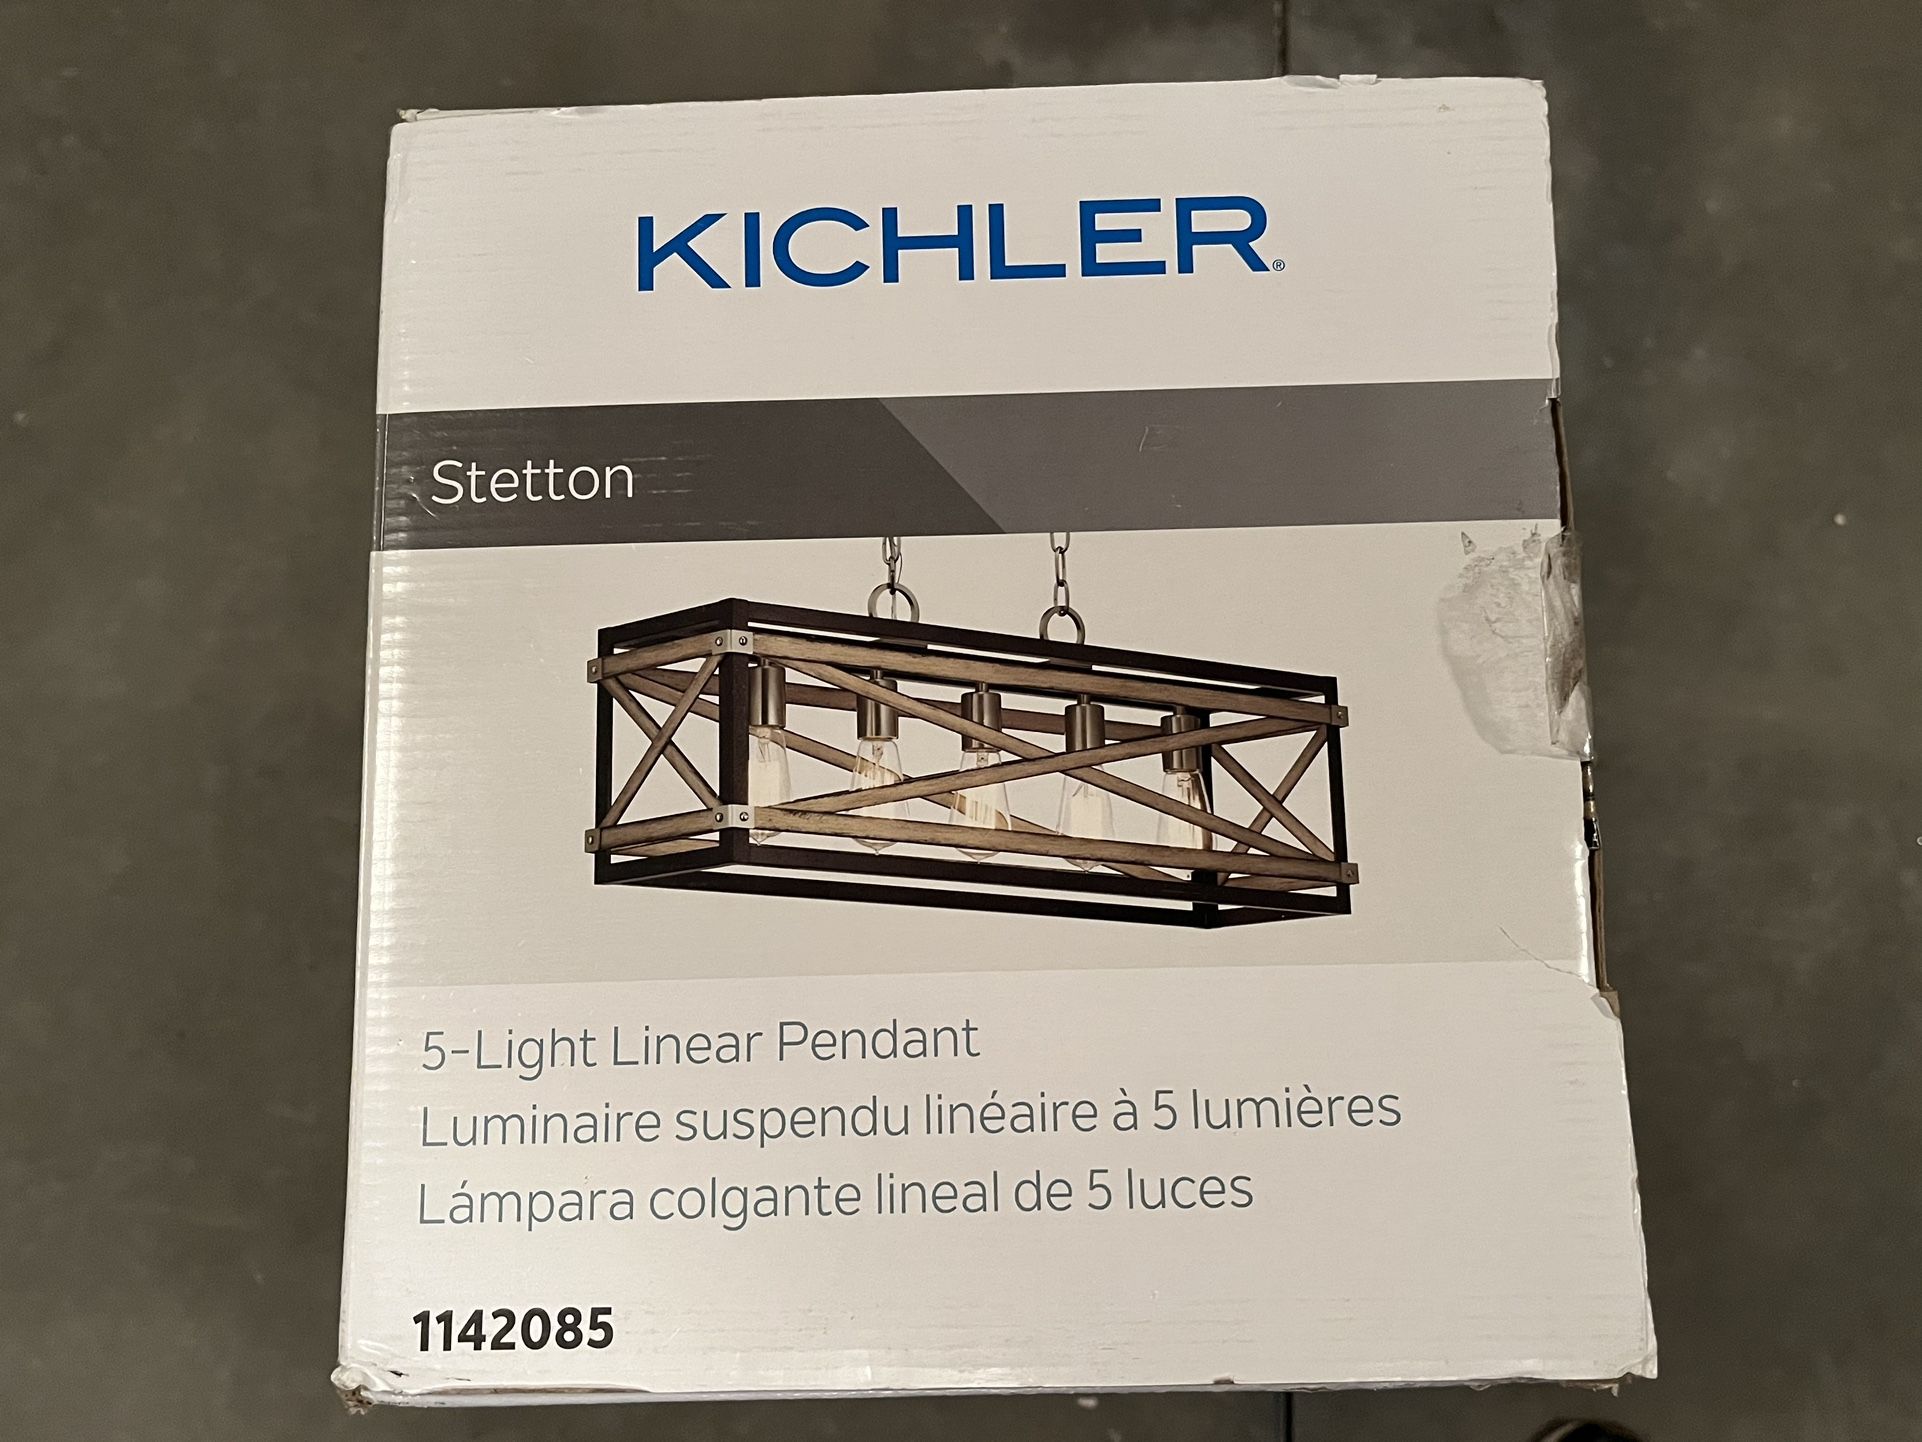 KICHLER®
Stetton
5-Light Linear Pendant
Luminaire suspendu linéaire à 5 lumières
Lámpara colgante lineal de 5 luces
1142085